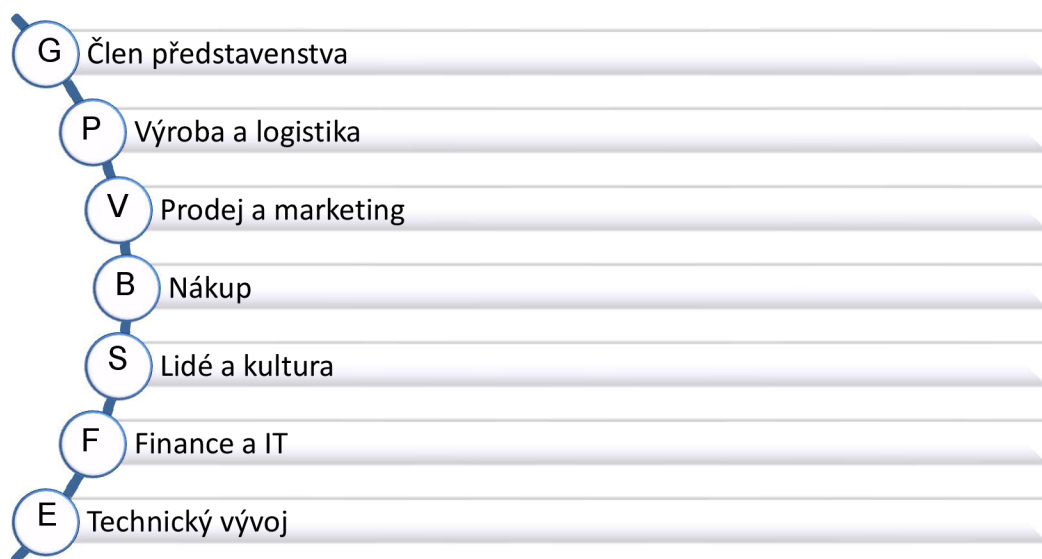 G Člen představenstva
P Výroba a logistika
V Prodej a marketing
B Nákup
S Lidé a kultura
F Finance a IT
E Technický vývoj